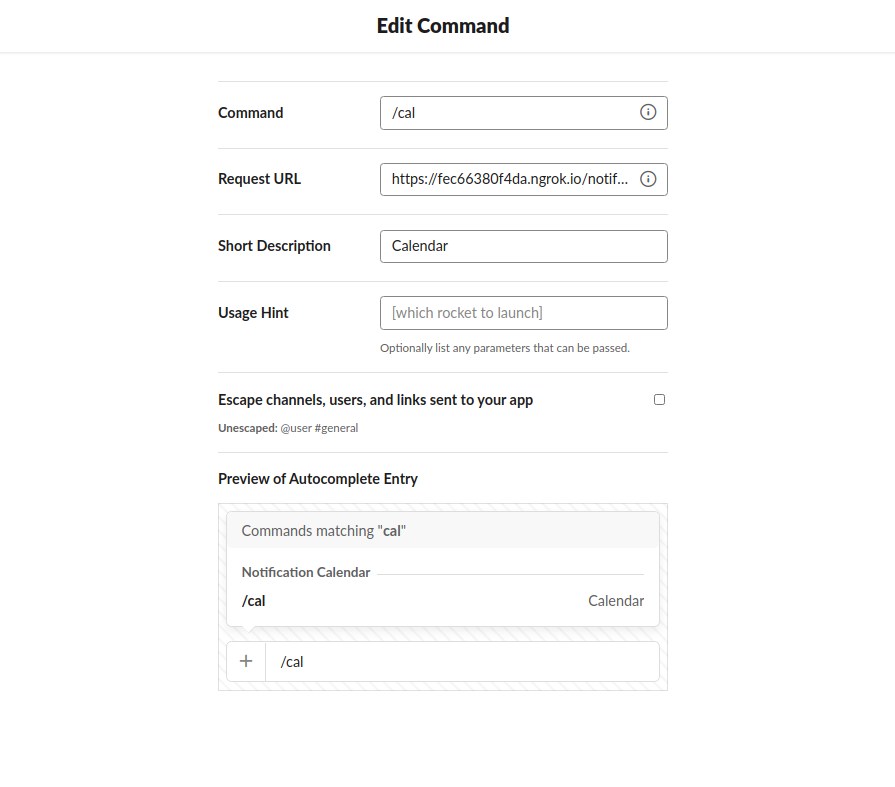 Edit Command
Command
/cal
Request URL
https://fec66380f4da.ngrok.io/notif...
Short Description
Calendar
Usage Hint
[which rocket to launch]
Optionally list any parameters that can be passed.
Escape channels, users, and links sent to your app
Unescaped: @user #general
Preview of Autocomplete Entry
Commands matching "cal"
Notification Calendar
/cal Calendar
+ /cal